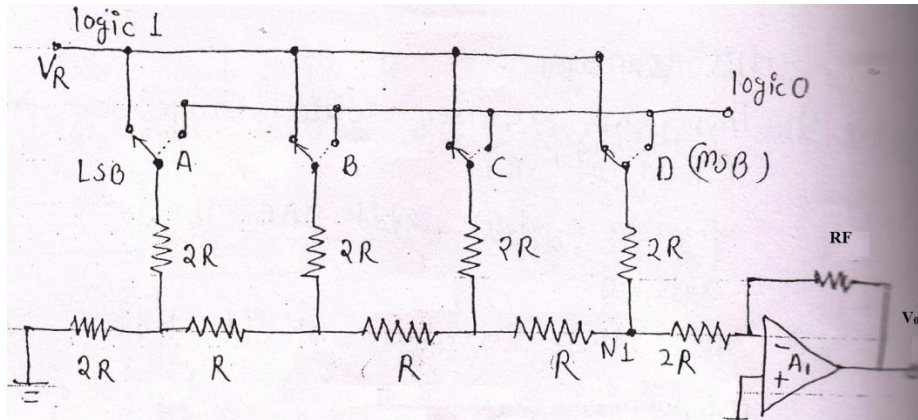 logic 1
VR
logic 0
LSB A B C D (MSB)
2R 2R 2R 2R
RF
Vo
2R R R R N1 2R
−
A1
+